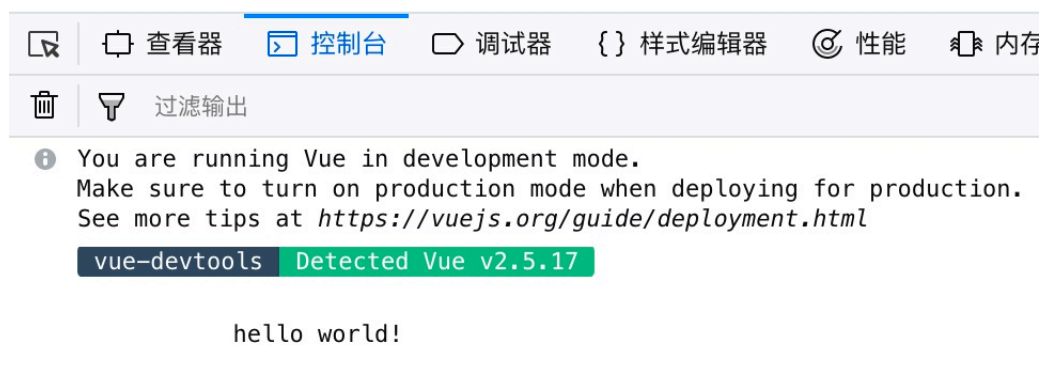 查看器 控制台 调试器 {} 样式编辑器 性能 内存
过滤输出
You are running Vue in development mode.
Make sure to turn on production mode when deploying for production.
See more tips at https://vuejs.org/guide/deployment.html
vue-devtools Detected Vue v2.5.17
hello world!